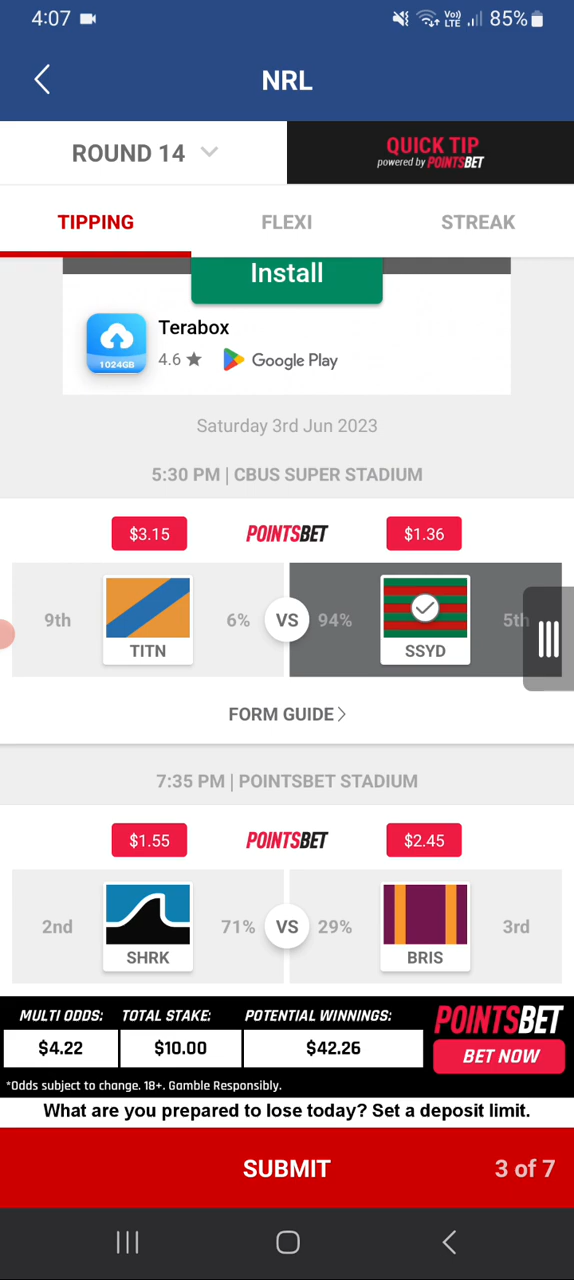 4:07 Vo)) LTE 85%
NRL
ROUND 14
QUICK TIP
powered by POINTSBET
TIPPING FLEXI STREAK
Install
Terabox
4.6 ★ Google Play
1024GB
Saturday 3rd Jun 2023
5:30 PM | CBUS SUPER STADIUM
$3.15 POINTSBET $1.36
9th 6% VS 94% 5th
TITN SSYD
FORM GUIDE
7:35 PM | POINTSBET STADIUM
$1.55 POINTSBET $2.45
2nd 71% VS 29% 3rd
SHRK BRIS
MULTI ODDS: TOTAL STAKE: POTENTIAL WINNINGS: POINTSBET
$4.22 $10.00 $42.26 BET NOW
*Odds subject to change. 18+. Gamble Responsibly.
What are you prepared to lose today? Set a deposit limit.
SUBMIT 3 of 7